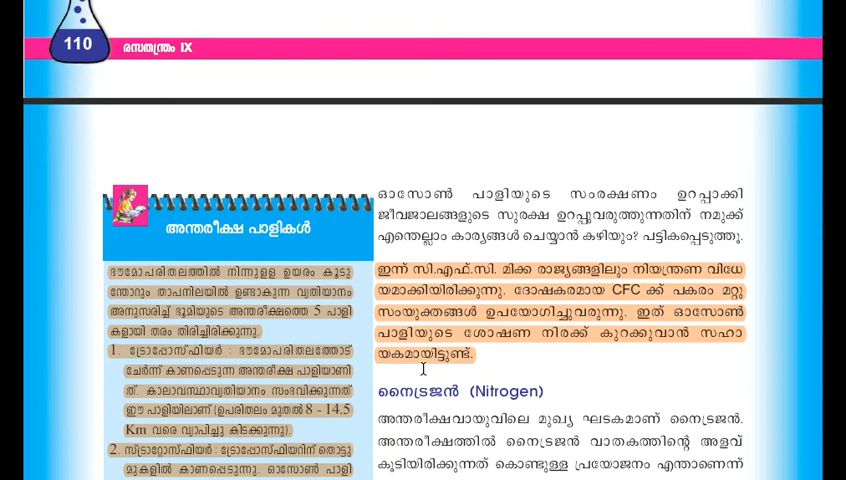 110
രസതന്ത്രം IX
അന്തരീക്ഷ പാളികൾ
ഭൗമോപരിതലത്തിൽ നിന്നുള്ള ഉയരം കൂടു
ന്തോറും താപനിലയിൽ ഉണ്ടാകുന്ന വ്യതിയാനം
അനുസരിച്ച് ഭൂമിയുടെ അന്തരീക്ഷത്തെ 5 പാളി
കളായി തരം തിരിച്ചിരിക്കുന്നു.
1. ട്രോപ്പോസ്ഫിയർ : ഭൗമോപരിതലത്തോട്
ചേർന്ന് കാണപ്പെടുന്ന അന്തരീക്ഷ പാളിയാണി
ത്. കാലാവസ്ഥാവ്യതിയാനം സംഭവിക്കുന്നത്
ഈ പാളിയിലാണ് (ഉപരിതലം മുതൽ 8 - 14.5
Km വരെ വ്യാപിച്ചു കിടക്കുന്നു).
2. സ്ട്രാറ്റോസ്ഫിയർ : ട്രോപ്പോസ്ഫിയറിന് തൊട്ടു
മുകളിൽ കാണപ്പെടുന്നു. ഓസോൺ പാളി
ഓസോൺ പാളിയുടെ സംരക്ഷണം ഉറപ്പാക്കി
ജീവജാലങ്ങളുടെ സുരക്ഷ ഉറപ്പുവരുത്തുന്നതിന് നമുക്ക്
എന്തെല്ലാം കാര്യങ്ങൾ ചെയ്യാൻ കഴിയും? പട്ടികപ്പെടുത്തൂ.
ഇന്ന് സി.എഫ്.സി. മിക്ക രാജ്യങ്ങളിലും നിയന്ത്രണ വിധേ
യമാക്കിയിരിക്കുന്നു. ദോഷകരമായ CFC ക്ക് പകരം മറ്റു
സംയുക്തങ്ങൾ ഉപയോഗിച്ചുവരുന്നു. ഇത് ഓസോൺ
പാളിയുടെ ശോഷണ നിരക്ക് കുറക്കുവാൻ സഹാ
യകമായിട്ടുണ്ട്.
നൈട്രജൻ (Nitrogen)
അന്തരീക്ഷവായുവിലെ മുഖ്യ ഘടകമാണ് നൈട്രജൻ.
അന്തരീക്ഷത്തിൽ നൈട്രജൻ വാതകത്തിന്റെ അളവ്
കൂടിയിരിക്കുന്നത് കൊണ്ടുള്ള പ്രയോജനം എന്താണെന്ന്